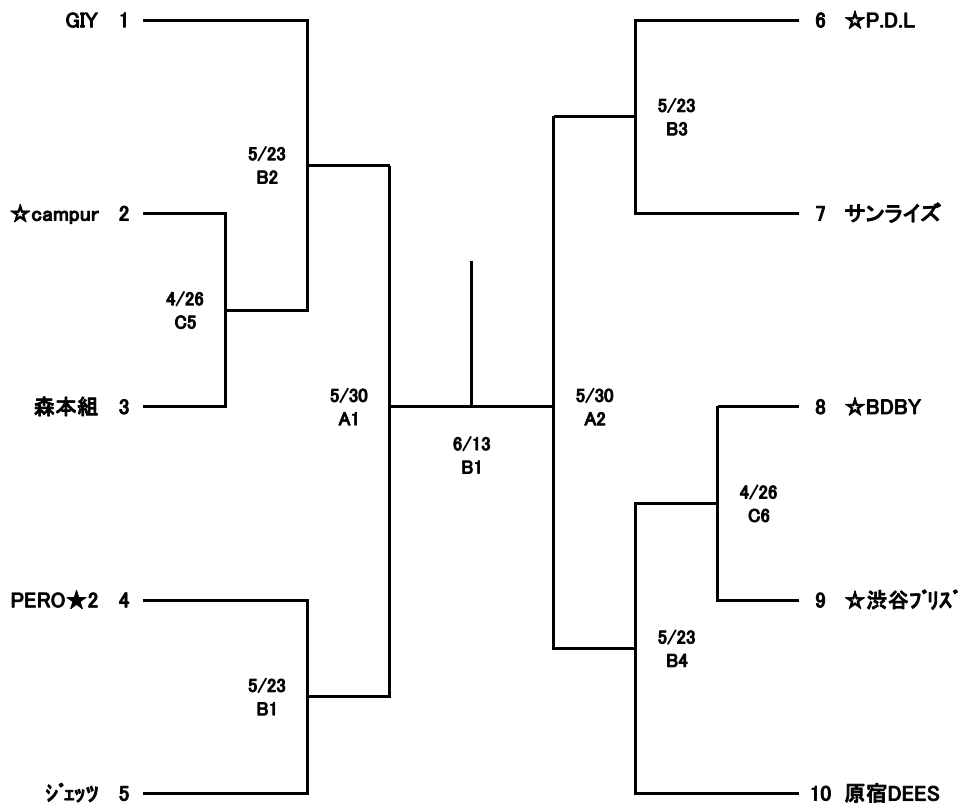 GIY 1
6 ☆P.D.L
5/23
B3
5/23
B2
☆campur 2
7 サンライズ
4/26
C5
森本組 3
5/30
A1
5/30
A2
8 ☆BDBY
6/13
B1
4/26
C6
PERO★2 4
9 ☆渋谷ﾌﾞﾘｽﾞ
5/23
B4
5/23
B1
ｼﾞｪｯﾂ 5
10 原宿DEES